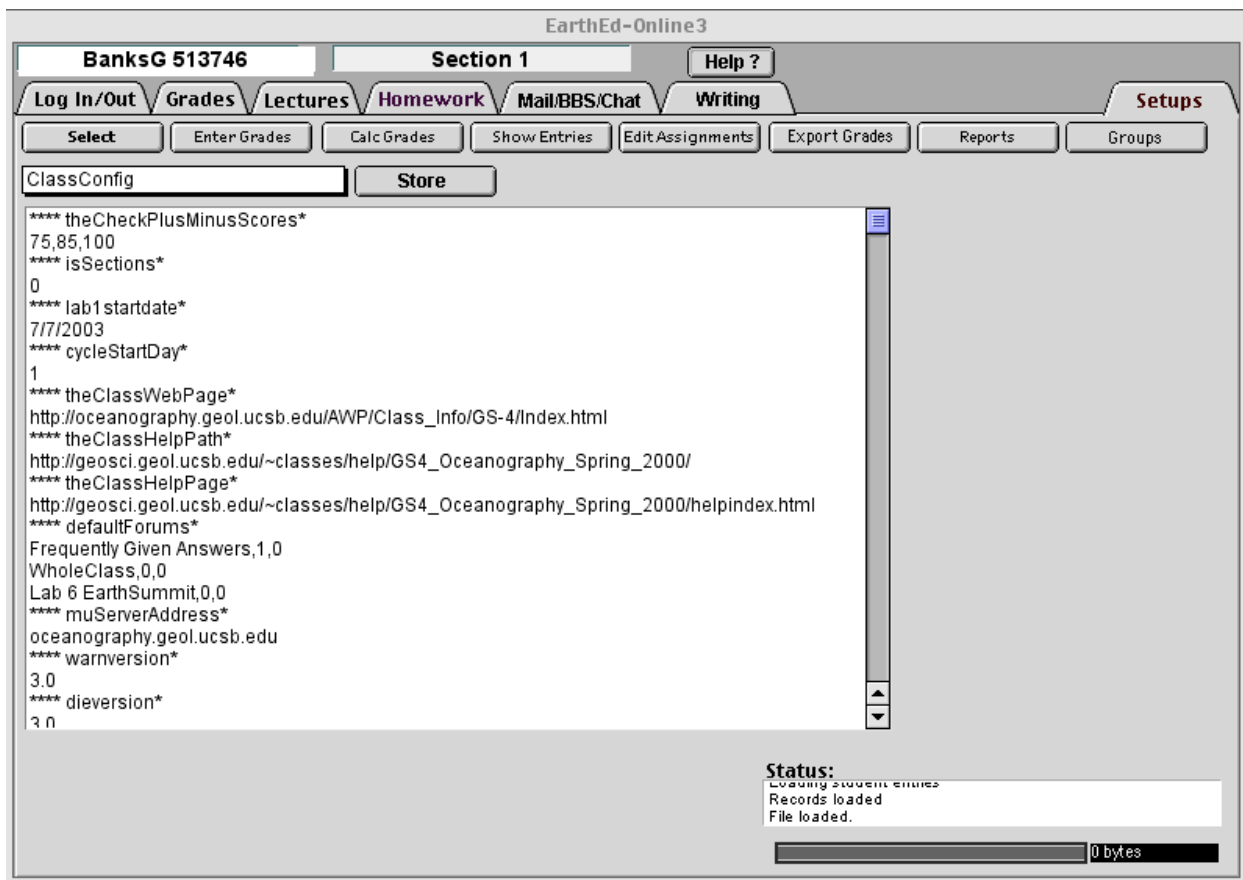 EarthEd-Online3
BanksG 513746 Section 1 Help ?
Log In/Out Grades Lectures Homework Mail/BBS/Chat Writing Setups
Select Enter Grades Calc Grades Show Entries Edit Assignments Export Grades Reports Groups
ClassConfig Store
**** theCheckPlusMinusScores*
75,85,100
**** isSections*
0
**** lab1startdate*
7/7/2003
**** cycleStartDay*
1
**** theClassWebPage*
http://oceanography.geol.ucsb.edu/AWP/Class_Info/GS-4/Index.html
**** theClassHelpPath*
http://geosci.geol.ucsb.edu/~classes/help/GS4_Oceanography_Spring_2000/
**** theClassHelpPage*
http://geosci.geol.ucsb.edu/~classes/help/GS4_Oceanography_Spring_2000/helpindex.html
**** defaultForums*
Frequently Given Answers,1,0
WholeClass,0,0
Lab 6 EarthSummit,0,0
**** muServerAddress*
oceanography.geol.ucsb.edu
**** warnversion*
3.0
**** dieversion*
3.0
Status:
Loading student entries
Records loaded
File loaded.
0 bytes